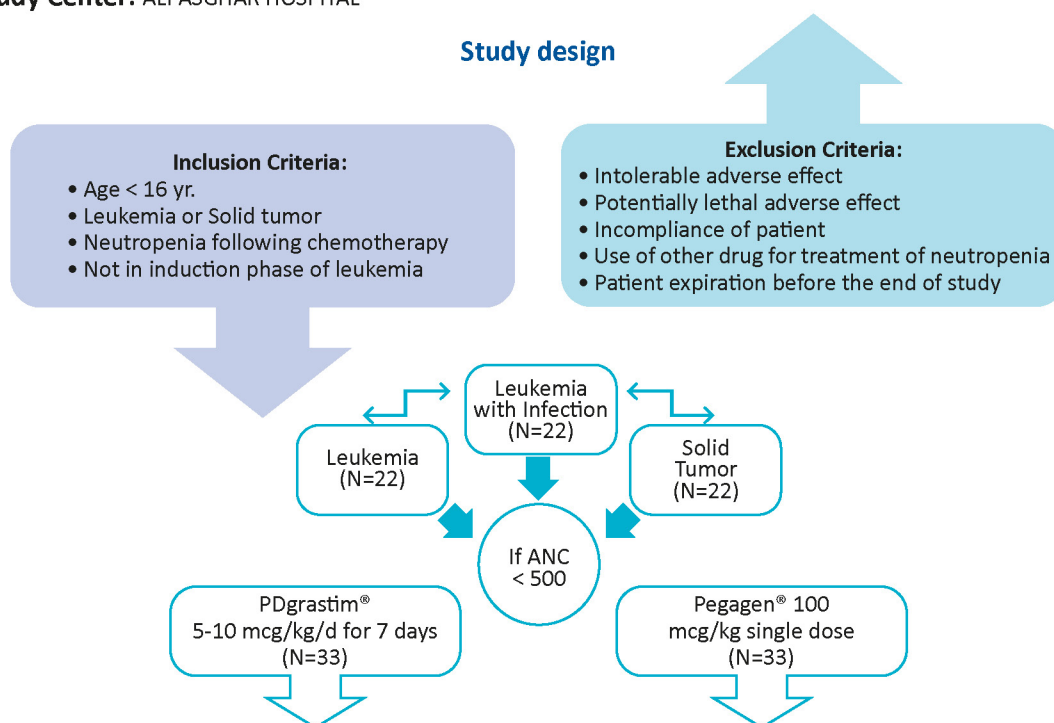 Study design
Inclusion Criteria:
• Age < 16 yr.
• Leukemia or Solid tumor
• Neutropenia following chemotherapy
• Not in induction phase of leukemia
Exclusion Criteria:
• Intolerable adverse effect
• Potentially lethal adverse effect
• Incompliance of patient
• Use of other drug for treatment of neutropenia
• Patient expiration before the end of study
Leukemia
with Infection
(N=22)
Leukemia
(N=22)
Solid
Tumor
(N=22)
If ANC
< 500
PDgrastim®
5-10 mcg/kg/d for 7 days
(N=33)
Pegagen® 100
mcg/kg single dose
(N=33)